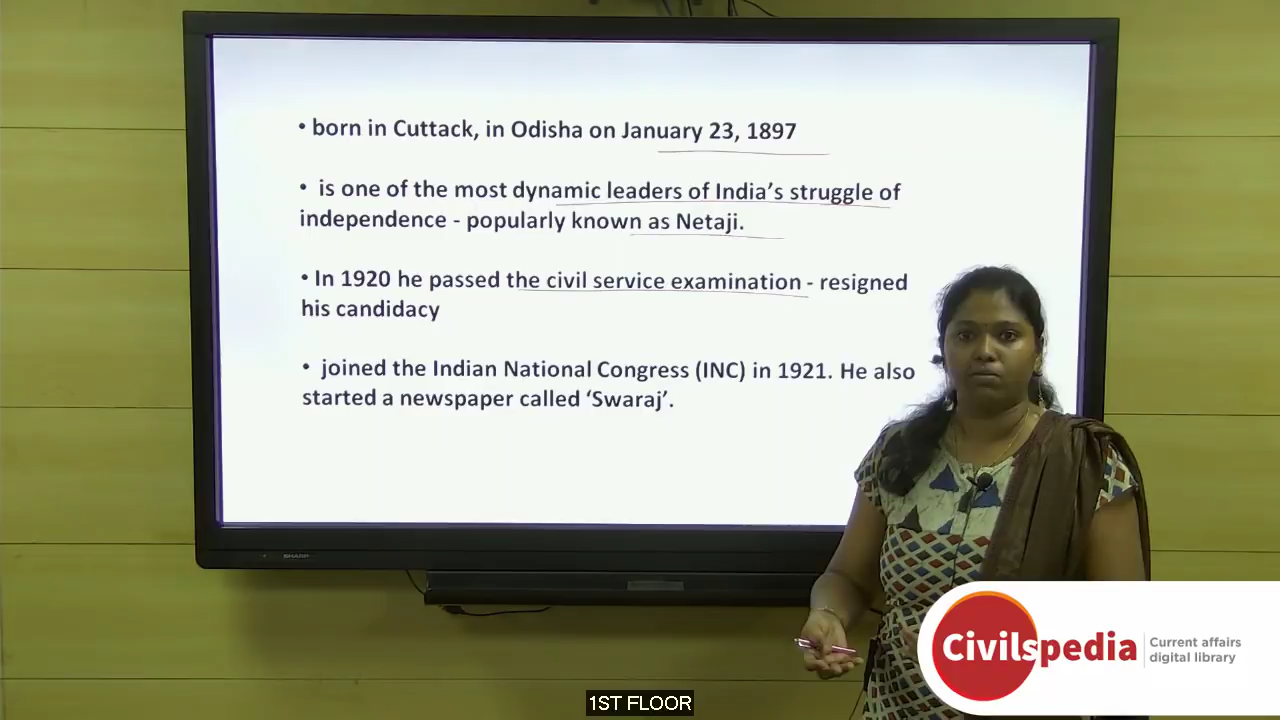 • born in Cuttack, in Odisha on January 23, 1897
• is one of the most dynamic leaders of India's struggle of
independence - popularly known as Netaji.
• In 1920 he passed the civil service examination - resigned
his candidacy
• joined the Indian National Congress (INC) in 1921. He also
started a newspaper called ‘Swaraj’.
SHARP
Civilspedia
Current affairs
digital library
1ST FLOOR